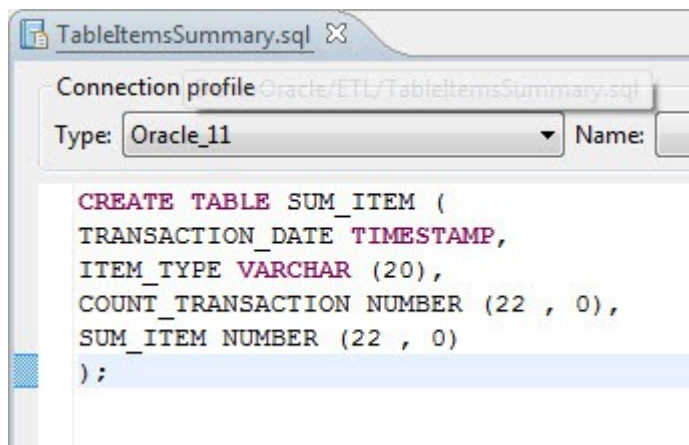 TableItemsSummary.sql
Connection profile
Oracle/ETL/TableItemsSummary.sql
Type: Oracle_11 Name:
CREATE TABLE SUM_ITEM (
TRANSACTION_DATE TIMESTAMP,
ITEM_TYPE VARCHAR (20),
COUNT_TRANSACTION NUMBER (22 , 0),
SUM_ITEM NUMBER (22 , 0)
);